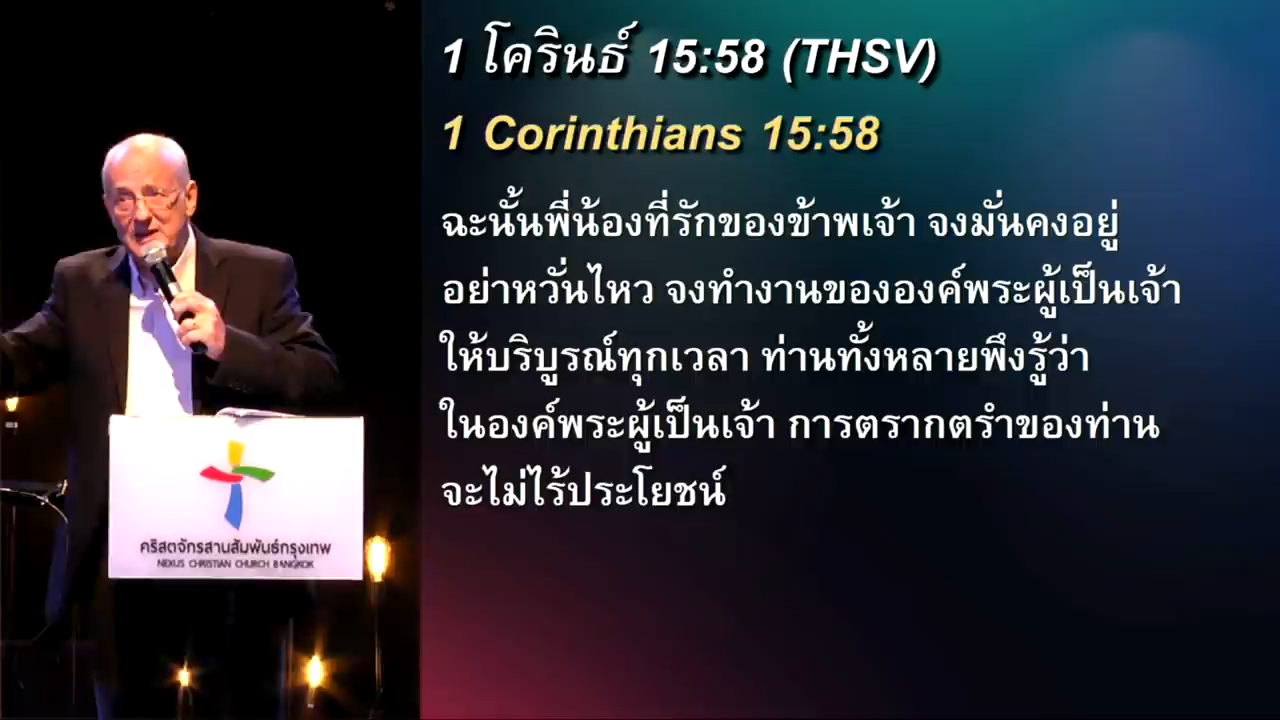 1 โครินธ์ 15:58 (THSV)
1 Corinthians 15:58
ฉะนั้นพี่น้องที่รักของข้าพเจ้า จงมั่นคงอยู่
อย่าหวั่นไหว จงทำงานขององค์พระผู้เป็นเจ้า
ให้บริบูรณ์ทุกเวลา ท่านทั้งหลายพึงรู้ว่า
ในองค์พระผู้เป็นเจ้า การตรากตรำของท่าน
จะไม่ไร้ประโยชน์
คริสตจักรสานสัมพันธ์กรุงเทพ
NEXUS CHRISTIAN CHURCH BANGKOK